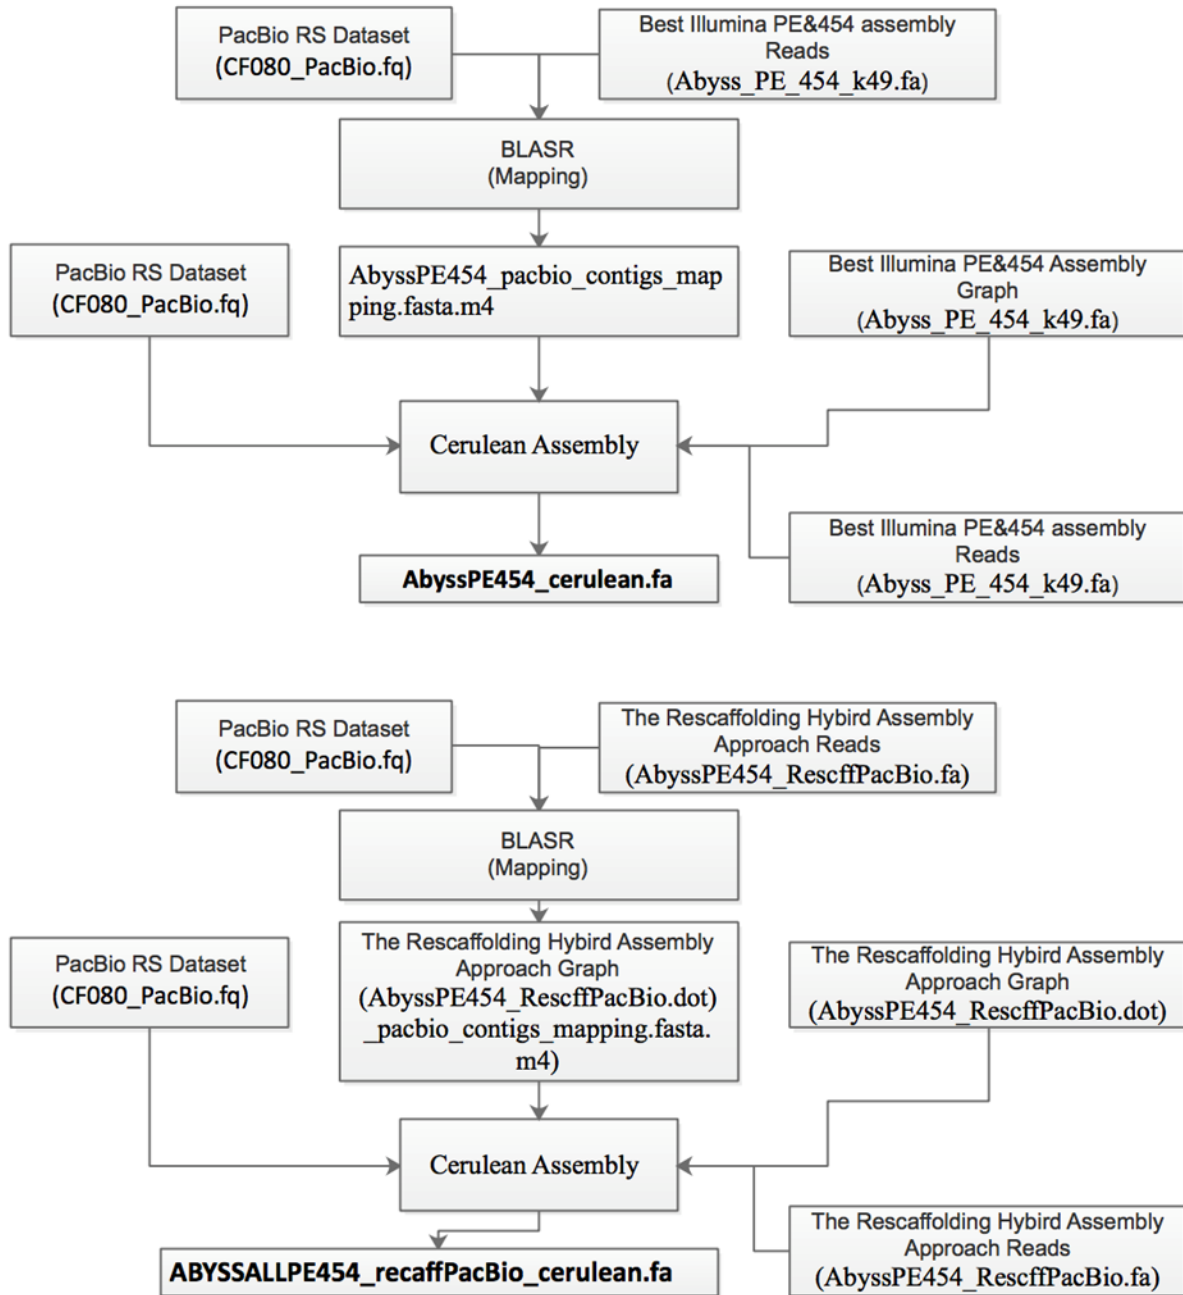 PacBio RS Dataset
(CF080_PacBio.fq)
Best Illumina PE&454 assembly
Reads
(Abyss_PE_454_k49.fa)
BLASR
(Mapping)
PacBio RS Dataset
(CF080_PacBio.fq)
AbyssPE454_pacbio_contigs_map
ping.fasta.m4
Best Illumina PE&454 Assembly
Graph
(Abyss_PE_454_k49.fa)
Cerulean Assembly
Best Illumina PE&454 assembly
Reads
(Abyss_PE_454_k49.fa)
AbyssPE454_cerulean.fa
PacBio RS Dataset
(CF080_PacBio.fq)
The Rescaffolding Hybird Assembly
Approach Reads
(AbyssPE454_RescffPacBio.fa)
BLASR
(Mapping)
PacBio RS Dataset
(CF080_PacBio.fq)
The Rescaffolding Hybird Assembly
Approach Graph
(AbyssPE454_RescffPacBio.dot)
_pacbio_contigs_mapping.fasta.
m4)
The Rescaffolding Hybird Assembly
Approach Graph
(AbyssPE454_RescffPacBio.dot)
Cerulean Assembly
The Rescaffolding Hybird Assembly
Approach Reads
(AbyssPE454_RescffPacBio.fa)
ABYSSALLPE454_recaffPacBio_cerulean.fa